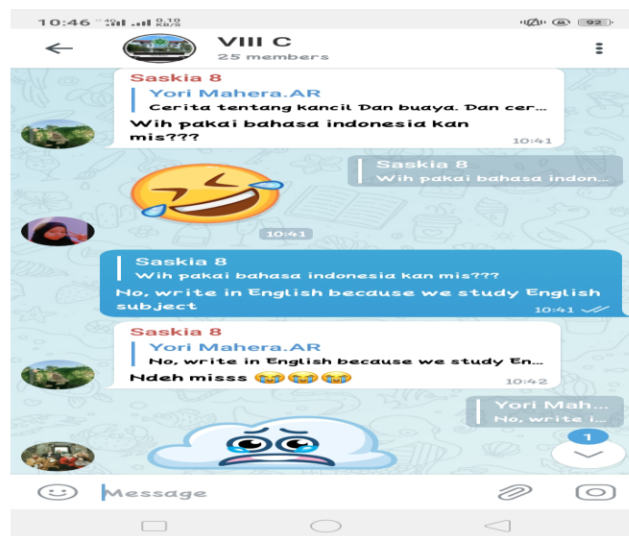 10:46 4G 0.10 KB/S 92
VIII C
25 members
Saskia 8
Yori Mahera.AR
Cerita tentang kancil Dan buaya. Dan cer...
Wih pakai bahasa indonesia kan
mis???
10:41
Saskia 8
Wih pakai bahasa indon...
10:41
Saskia 8
Wih pakai bahasa indonesia kan mis???
No, write in English because we study English
subject
10:41
Saskia 8
Yori Mahera.AR
No, write in English because we study En...
Ndeh misss
10:42
Yori Mah...
No, write i...
1
Message